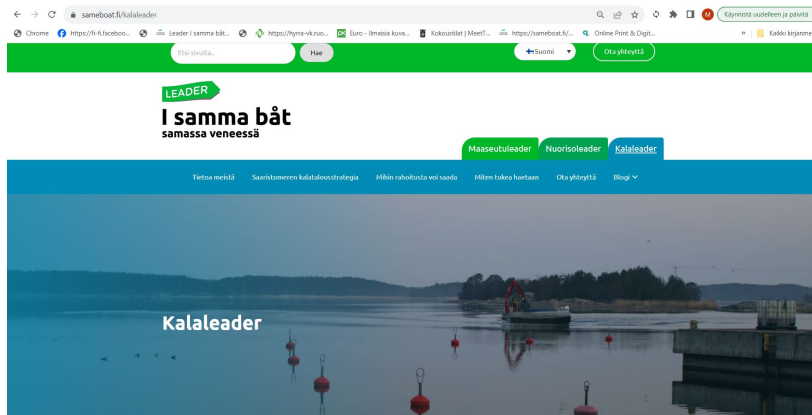 sameboat.fi/kalaleader
M
Käynnistä uudelleen ja päivitä
Chrome
https://fi-fi.faceboo...
Leader I samma båt...
https://hyrra-vk.ruo...
Euro - Ilmaisia kuva...
Kokoustilat | MeetT...
https://sameboat.fi/...
Online Print & Digit...
»
Kaikki kirjanme
Etsi sivulta...
Hae
Suomi
Ota yhteyttä
LEADER
I samma båt
samassa veneessä
Maaseutuleader
Nuorisoleader
Kalaleader
Tietoa meistä
Saaristomeren kalatalousstrategia
Mihin rahoitusta voi saada
Miten tukea haetaan
Ota yhteyttä
Blogi
Kalaleader